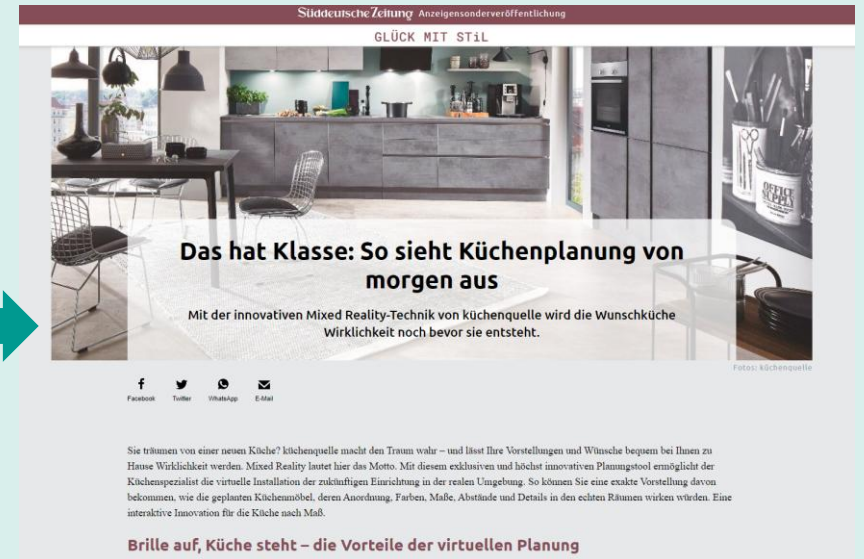 Süddeutsche Zeitung Anzeigensonderveröffentlichung
GLÜCK MIT STiL
OFFICE
SUPPLY
Das hat Klasse: So sieht Küchenplanung von
morgen aus
Mit der innovativen Mixed Reality-Technik von küchenquelle wird die Wunschküche
Wirklichkeit noch bevor sie entsteht.
Fotos: küchenquelle
Facebook Twitter WhatsApp E-Mail
Sie träumen von einer neuen Küche? küchenquelle macht den Traum wahr – und lässt Ihre Vorstellungen und Wünsche bequem bei Ihnen zu
Hause Wirklichkeit werden. Mixed Reality lautet hier das Motto. Mit diesem exklusiven und höchst innovativen Planungstool ermöglicht der
Küchenspezialist die virtuelle Installation der zukünftigen Einrichtung in der realen Umgebung. So können Sie eine exakte Vorstellung davon
bekommen, wie die geplanten Küchenmöbel, deren Anordnung, Farben, Maße, Abstände und Details in den echten Räumen wirken würden. Eine
interaktive Innovation für die Küche nach Maß.
Brille auf, Küche steht – die Vorteile der virtuellen Planung